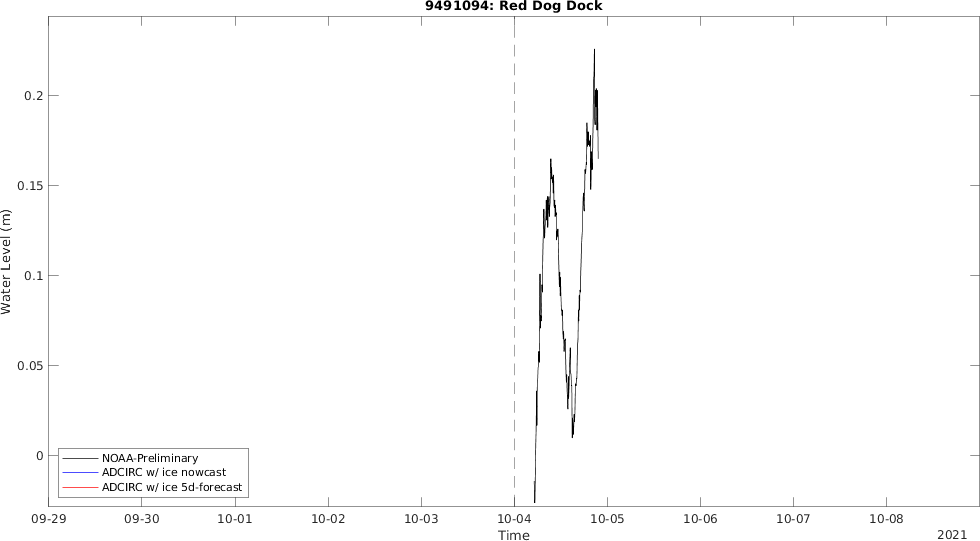 9491094: Red Dog Dock
0.2
0.15
0.1
0.05
0
Water Level (m)
NOAA-Preliminary
ADCIRC w/ ice nowcast
ADCIRC w/ ice 5d-forecast
09-29 09-30 10-01 10-02 10-03 10-04 10-05 10-06 10-07 10-08
Time
2021